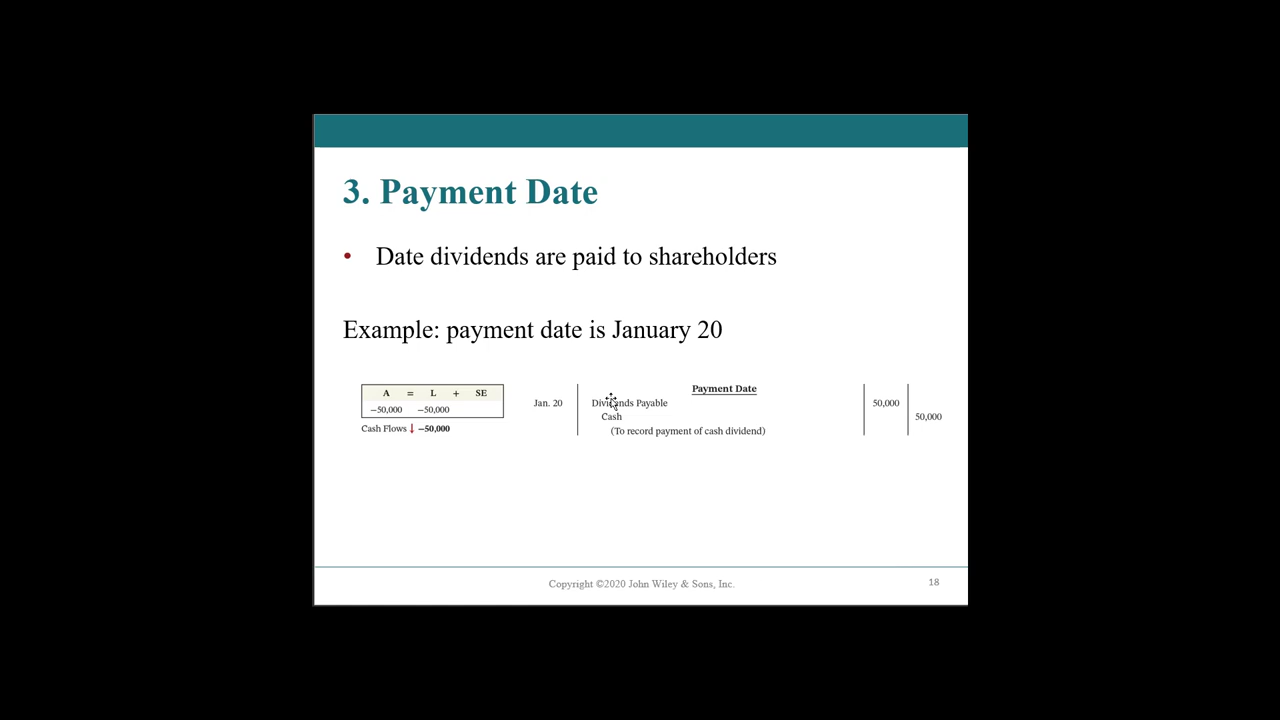 3. Payment Date
• Date dividends are paid to shareholders
Example: payment date is January 20
A = L + SE
−50,000 −50,000
Cash Flows ↓ −50,000
Payment Date
Jan. 20 Dividends Payable 50,000
Cash 50,000
(To record payment of cash dividend)
Copyright ©2020 John Wiley & Sons, Inc.
18